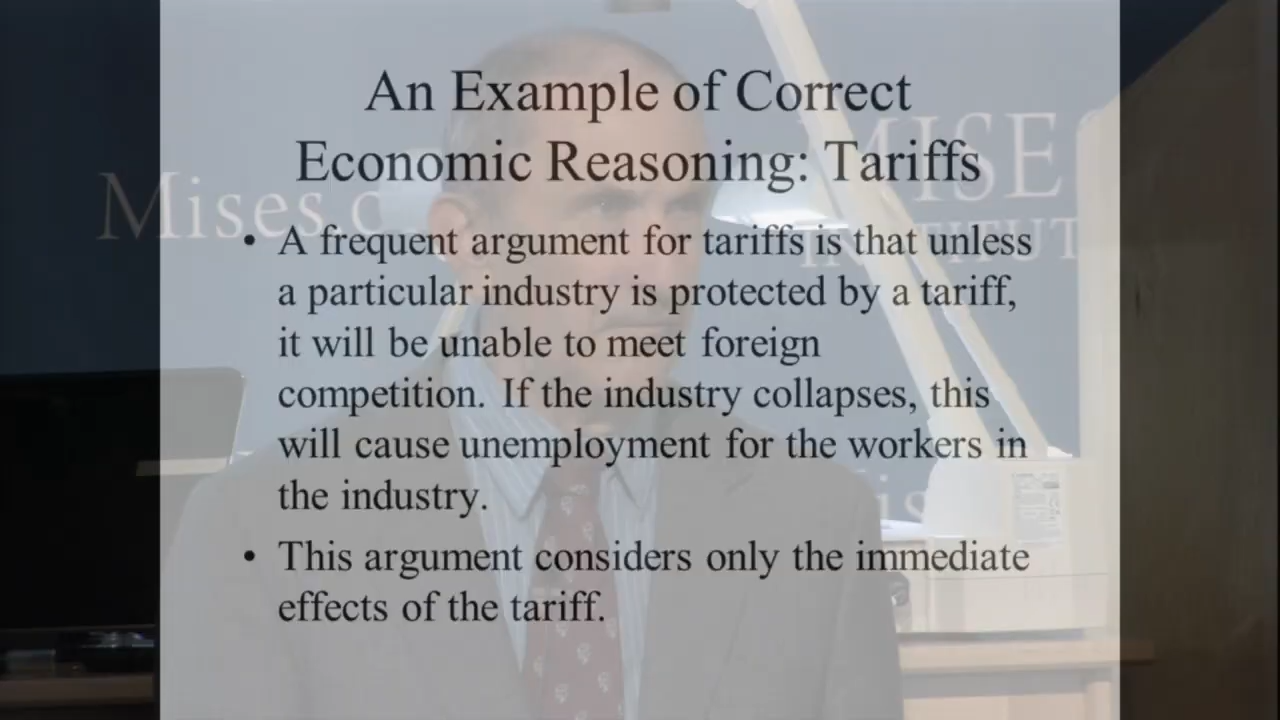 An Example of Correct
Economic Reasoning: Tariffs
• A frequent argument for tariffs is that unless
a particular industry is protected by a tariff,
it will be unable to meet foreign
competition. If the industry collapses, this
will cause unemployment for the workers in
the industry.
• This argument considers only the immediate
effects of the tariff.
Mises